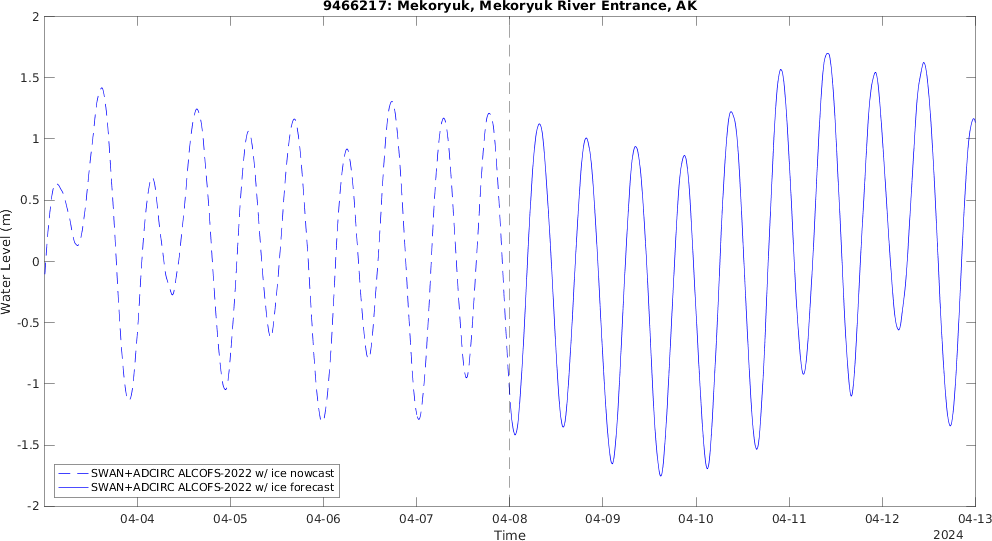 9466217: Mekoryuk, Mekoryuk River Entrance, AK
2
1.5
1
0.5
0
-0.5
-1
-1.5
-2
Water Level (m)
SWAN+ADCIRC ALCOFS-2022 w/ ice nowcast
SWAN+ADCIRC ALCOFS-2022 w/ ice forecast
04-04 04-05 04-06 04-07 04-08 04-09 04-10 04-11 04-12 04-13
Time
2024